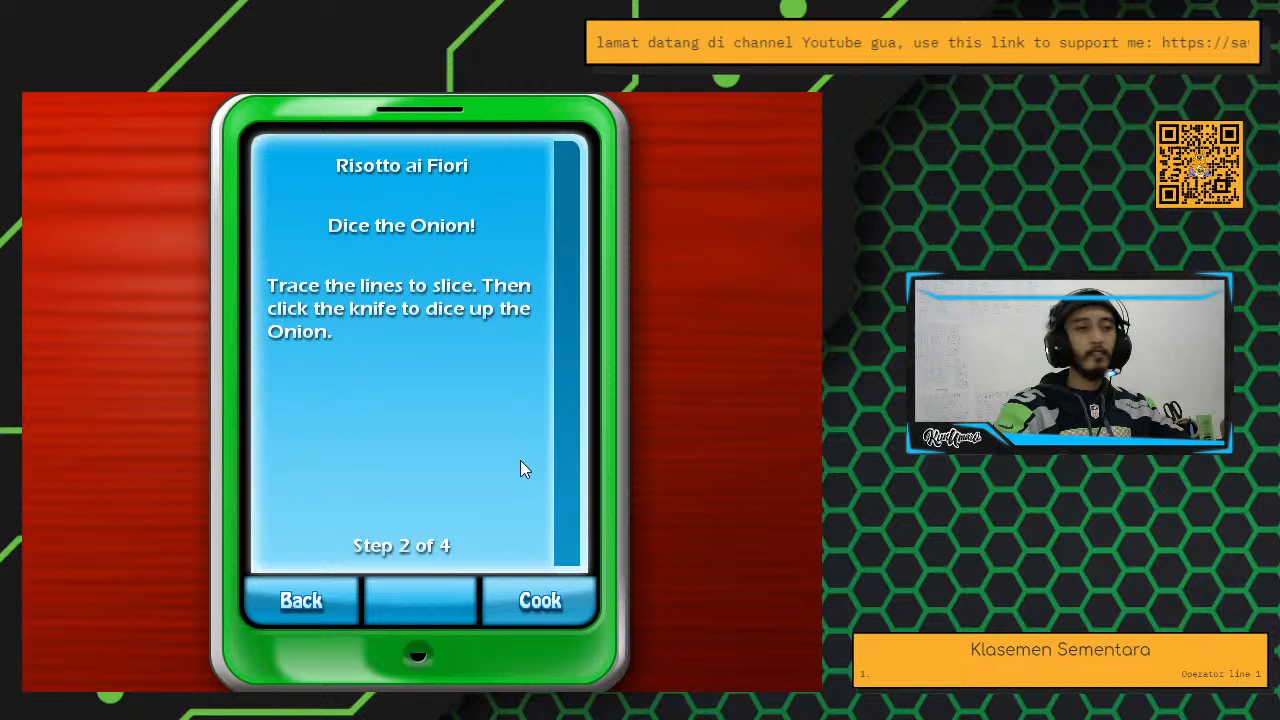 lamat datang di channel Youtube gua, use this link to support me: https://sa
Risotto ai Fiori
Dice the Onion!
Trace the lines to slice. Then
click the knife to dice up the
Onion.
Step 2 of 4
Back
Cook
Klasemen Sementara
1. Operator line 1